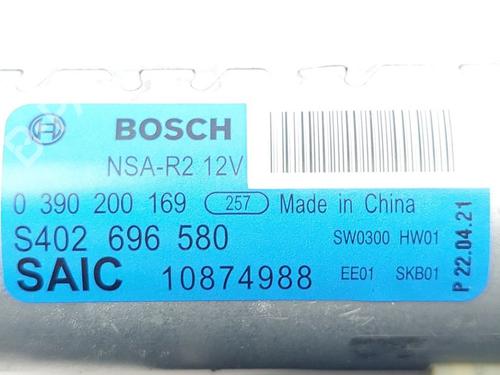 BOSCH
NSA-R2 12V
0 390 200 169 257 Made in China
S402 696 580 SW0300 HW01
SAIC 10874988 EE01 SKB01
P 22.04.21